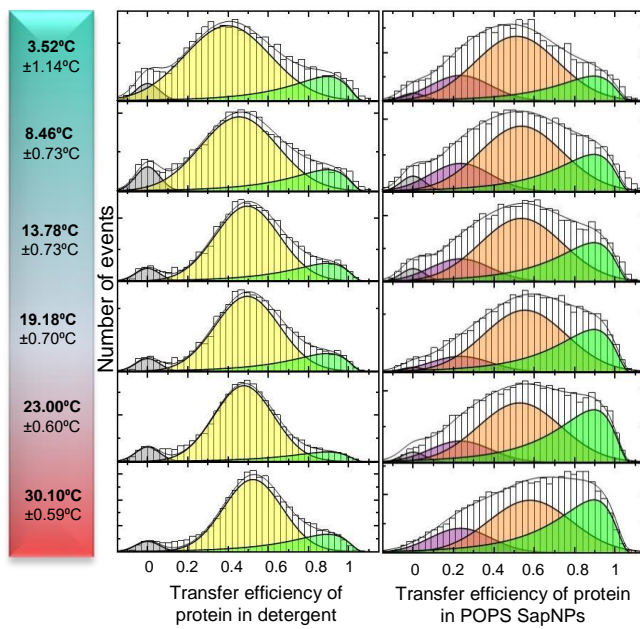 3.52ºC
±1.14ºC
8.46ºC
±0.73ºC
13.78ºC
±0.73ºC
19.18ºC
±0.70ºC
23.00ºC
±0.60ºC
30.10ºC
±0.59ºC
Number of events
0 0.2 0.4 0.6 0.8 1
Transfer efficiency of
protein in detergent
0 0.2 0.4 0.6 0.8 1
Transfer efficiency of protein
in POPS SapNPs